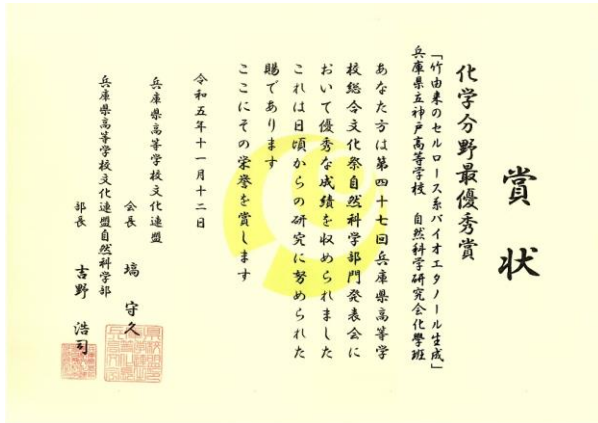 賞状
化学分野最優秀賞
「竹由来のセルロース系バイオエタノール生成」
兵庫県立神戸高等学校　自然科学研究会化學班
あなた方は第四十七回兵庫県高等学
校総合文化祭自然科学部門発表会に
おいて優秀な成績を収められました
これは日頃からの研究に努められた
賜であります
ここにその栄誉を賞します
令和五年十一月十二日
兵庫県高等学校文化連盟
会長　塙　守久
兵庫県高等学校文化連盟自然科学部
部長　吉野　浩司